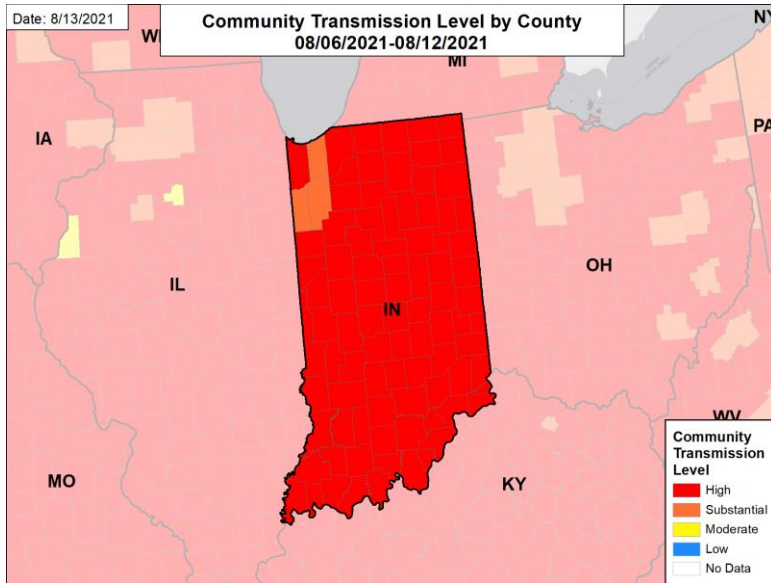 Date: 8/13/2021
Community Transmission Level by County
08/06/2021-08/12/2021
NY
MI
IA
PA
IL
OH
IN
WV
MO
KY
Community
Transmission
Level
High
Substantial
Moderate
Low
No Data